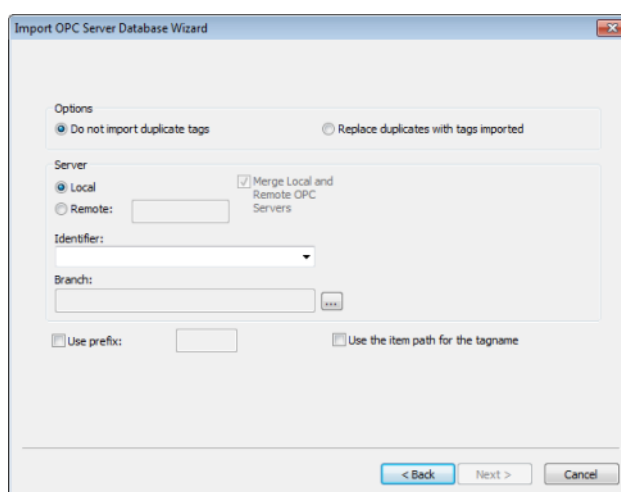 Import OPC Server Database Wizard
Options
Do not import duplicate tags
Replace duplicates with tags imported
Server
Local
Merge Local and
Remote OPC
Servers
Remote:
Identifier:
Branch:
...
Use prefix:
Use the item path for the tagname
< Back
Next >
Cancel